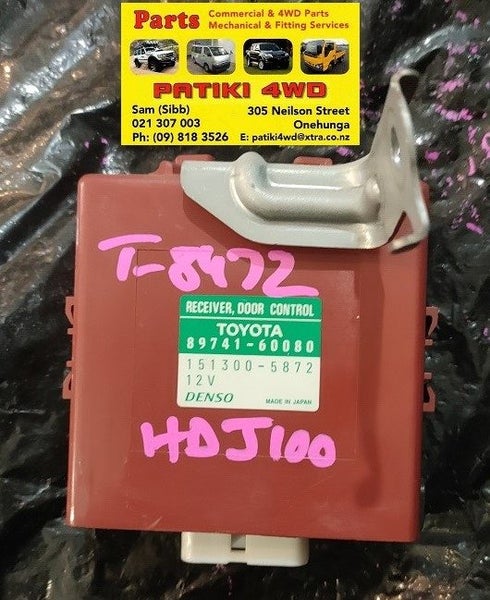 Parts
Commercial & 4WD Parts
Mechanical & Fitting Services
PATIKI 4WD
Sam (Sibb)
021 307 003
Ph: (09) 818 3526
305 Neilson Street
Onehunga
E: patiki4wd@xtra.co.nz
T-8472
RECEIVER, DOOR CONTROL
TOYOTA
89741-60080
151300-5872
12V
DENSO MADE IN JAPAN
HDJ100